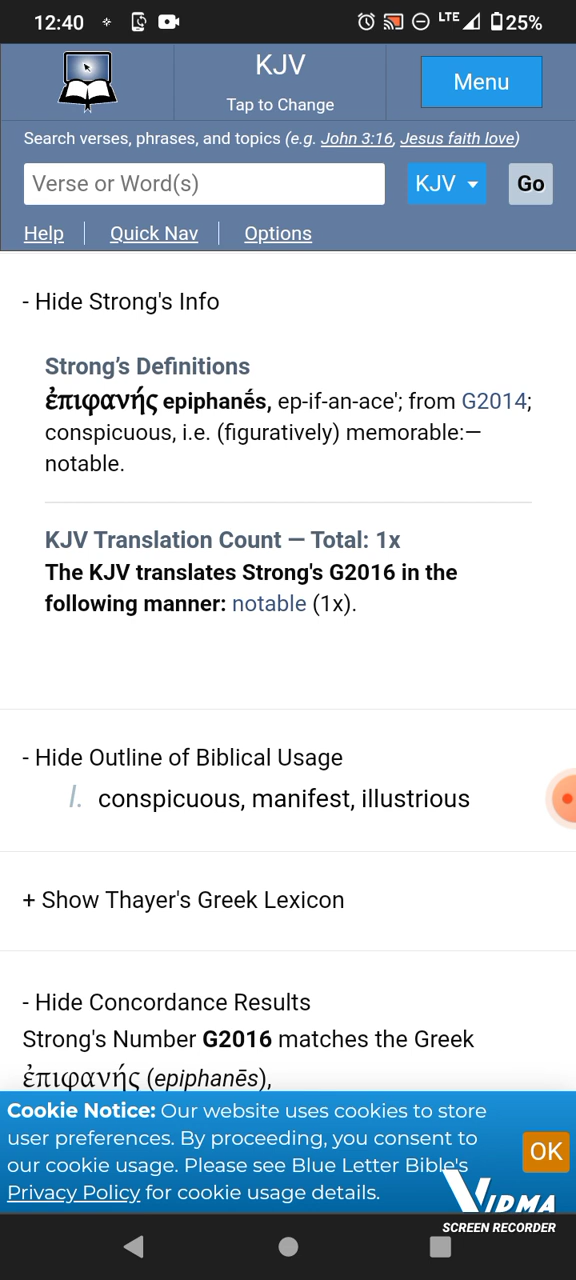 12:40
LTE
25%
KJV
Tap to Change
Menu
Search verses, phrases, and topics (e.g. John 3:16, Jesus faith love)
Verse or Word(s)
KJV
Go
Help
Quick Nav
Options
- Hide Strong's Info
Strong’s Definitions
ἐπιφανής epiphanḗs, ep-if-an-ace'; from G2014;
conspicuous, i.e. (figuratively) memorable:—
notable.
KJV Translation Count — Total: 1x
The KJV translates Strong's G2016 in the
following manner: notable (1x).
- Hide Outline of Biblical Usage
I. conspicuous, manifest, illustrious
+ Show Thayer's Greek Lexicon
- Hide Concordance Results
Strong's Number G2016 matches the Greek
ἐπιφανής (epiphanēs),
Cookie Notice: Our website uses cookies to store
user preferences. By proceeding, you consent to
our cookie usage. Please see Blue Letter Bible's
Privacy Policy for cookie usage details.
OK
VIDMA
SCREEN RECORDER